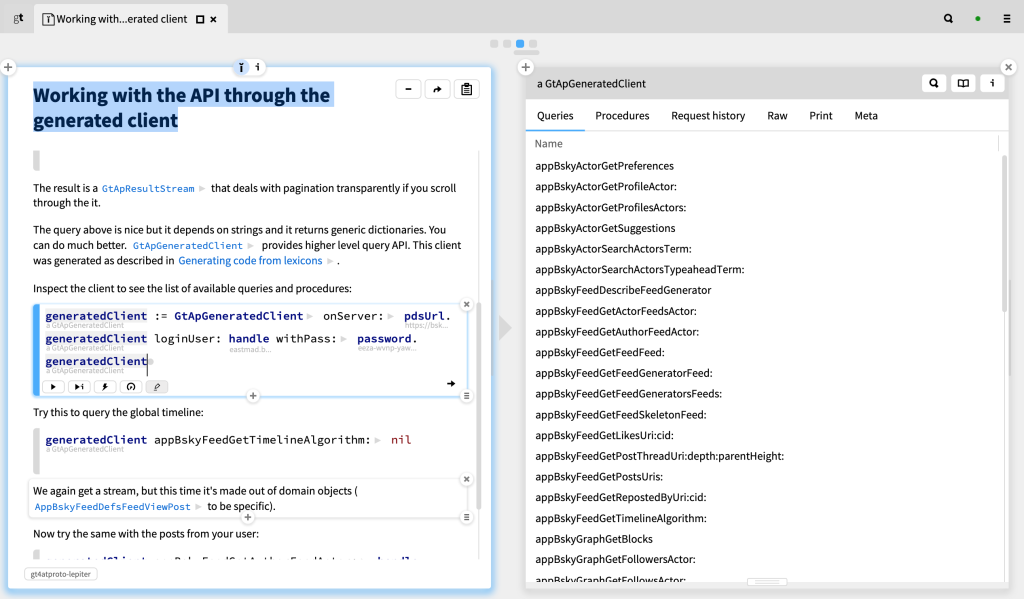 gt
Working with...erated client
Working with the API through the
generated client
The result is a GtApResultStream that deals with pagination transparently if you scroll
through the it.
The query above is nice but it depends on strings and it returns generic dictionaries. You
can do much better. GtApGeneratedClient provides higher level query API. This client
was generated as described in Generating code from lexicons .
Inspect the client to see the list of available queries and procedures:
generatedClient := GtApGeneratedClient onServer: pdsUrl.
a GtApGeneratedClient https://bsk...
generatedClient loginUser: handle withPass: password.
a GtApGeneratedClient eastmad.b... eeza-wvnp-yaw...
generatedClient
a GtApGeneratedClient
Try this to query the global timeline:
generatedClient appBskyFeedGetTimelineAlgorithm: nil
a GtApGeneratedClient
We again get a stream, but this time it's made out of domain objects (
AppBskyFeedDefsFeedViewPost to be specific).
Now try the same with the posts from your user:
gt4atproto-lepiter
a GtApGeneratedClient
Queries Procedures Request history Raw Print Meta
Name
appBskyActorGetPreferences
appBskyActorGetProfileActor:
appBskyActorGetProfilesActors:
appBskyActorGetSuggestions
appBskyActorSearchActorsTerm:
appBskyActorSearchActorsTypeaheadTerm:
appBskyFeedDescribeFeedGenerator
appBskyFeedGetActorFeedsActor:
appBskyFeedGetAuthorFeedActor:
appBskyFeedGetFeedFeed:
appBskyFeedGetFeedGeneratorFeed:
appBskyFeedGetFeedGeneratorsFeeds:
appBskyFeedGetFeedSkeletonFeed:
appBskyFeedGetLikesUri:cid:
appBskyFeedGetPostThreadUri:depth:parentHeight:
appBskyFeedGetPostsUris:
appBskyFeedGetRepostedByUri:cid:
appBskyFeedGetTimelineAlgorithm:
appBskyGraphGetBlocks
appBskyGraphGetFollowersActor:
appBskyGraphGetFollowsActor: